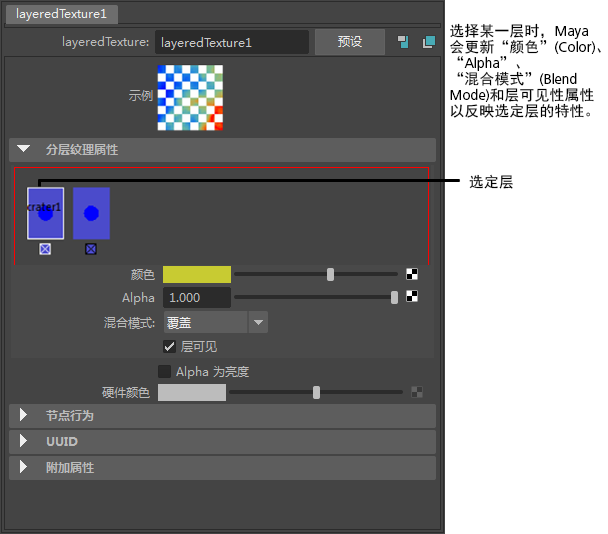 layeredTexture1
layeredTexture: layeredTexture1 预设
示例
分层纹理属性
krater1
颜色
Alpha 1.000
混合模式: 覆盖
层可见
Alpha 为亮度
硬件颜色
节点行为
UUID
附加属性
选择某一层时，Maya
会更新“颜色”(Color)、
“Alpha”、
“混合模式”(Blend
Mode)和层可见性属性
以反映选定层的特性。
选定层